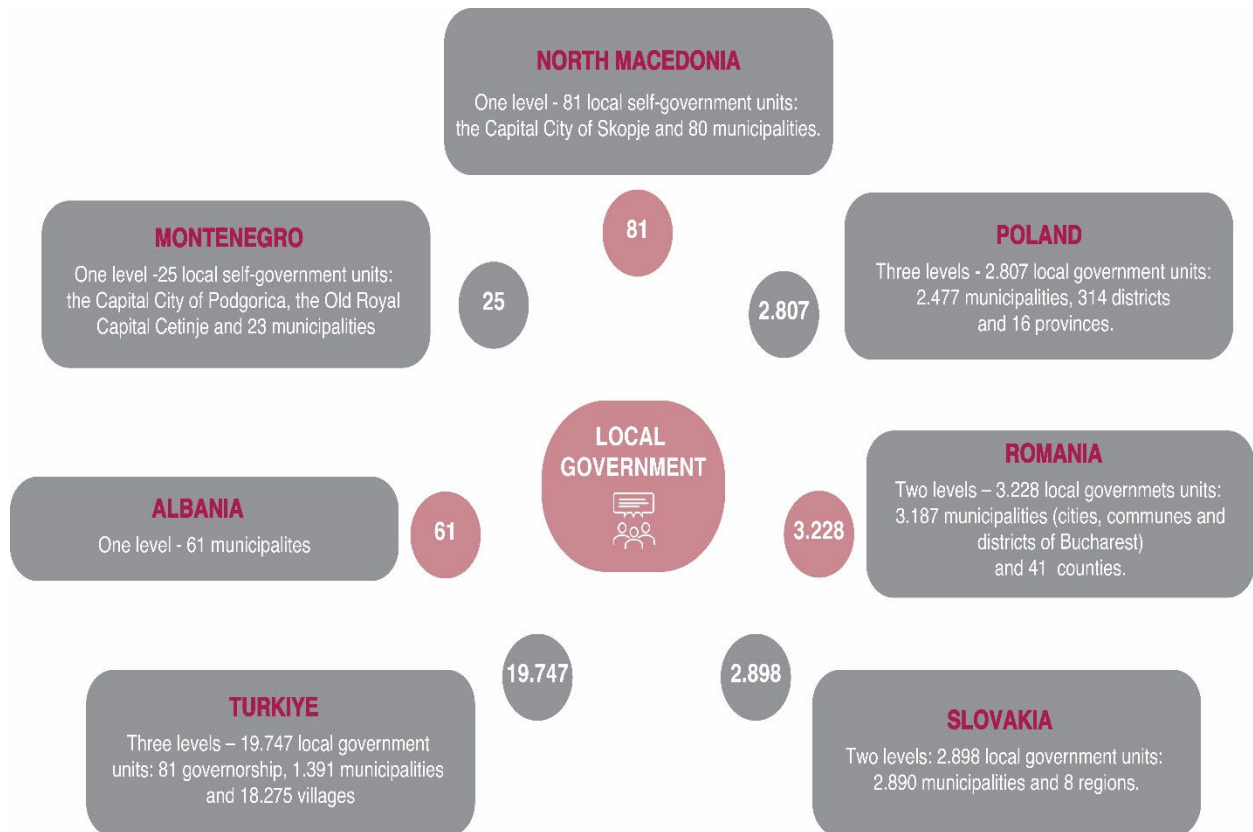 NORTH MACEDONIA
One level - 81 local self-government units:
the Capital City of Skopje and 80 municipalities.
81
MONTENEGRO
One level -25 local self-government units:
the Capital City of Podgorica, the Old Royal
Capital Cetinje and 23 municipalities
25
POLAND
Three levels - 2.807 local government units:
2.477 municipalities, 314 districts
and 16 provinces.
2.807
LOCAL
GOVERNMENT
ROMANIA
Two levels – 3.228 local governmets units:
3.187 municipalities (cities, communes and
districts of Bucharest)
and 41 counties.
3.228
ALBANIA
One level - 61 municipalites
61
TURKIYE
Three levels – 19.747 local government
units: 81 governorship, 1.391 municipalities
and 18.275 villages
19.747
SLOVAKIA
Two levels: 2.898 local government units:
2.890 municipalities and 8 regions.
2.898